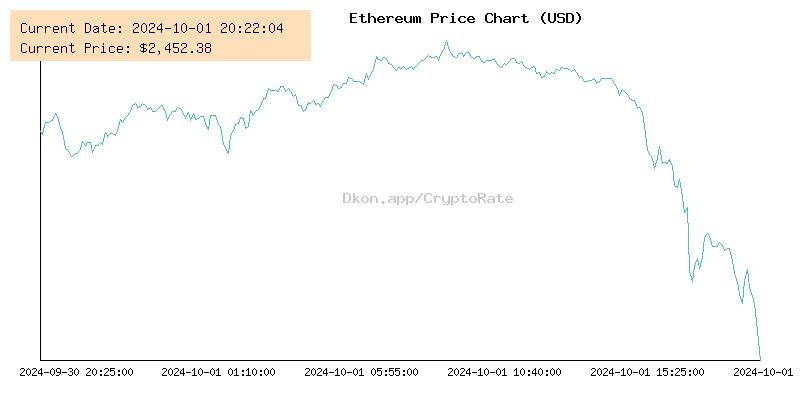 Ethereum Price Chart (USD)
Current Date: 2024-10-01 20:22:04
Current Price: $2,452.38
Dkon.app/CryptoRate
2024-09-30 20:25:00 2024-10-01 01:10:00 2024-10-01 05:55:00 2024-10-01 10:40:00 2024-10-01 15:25:00 2024-10-01